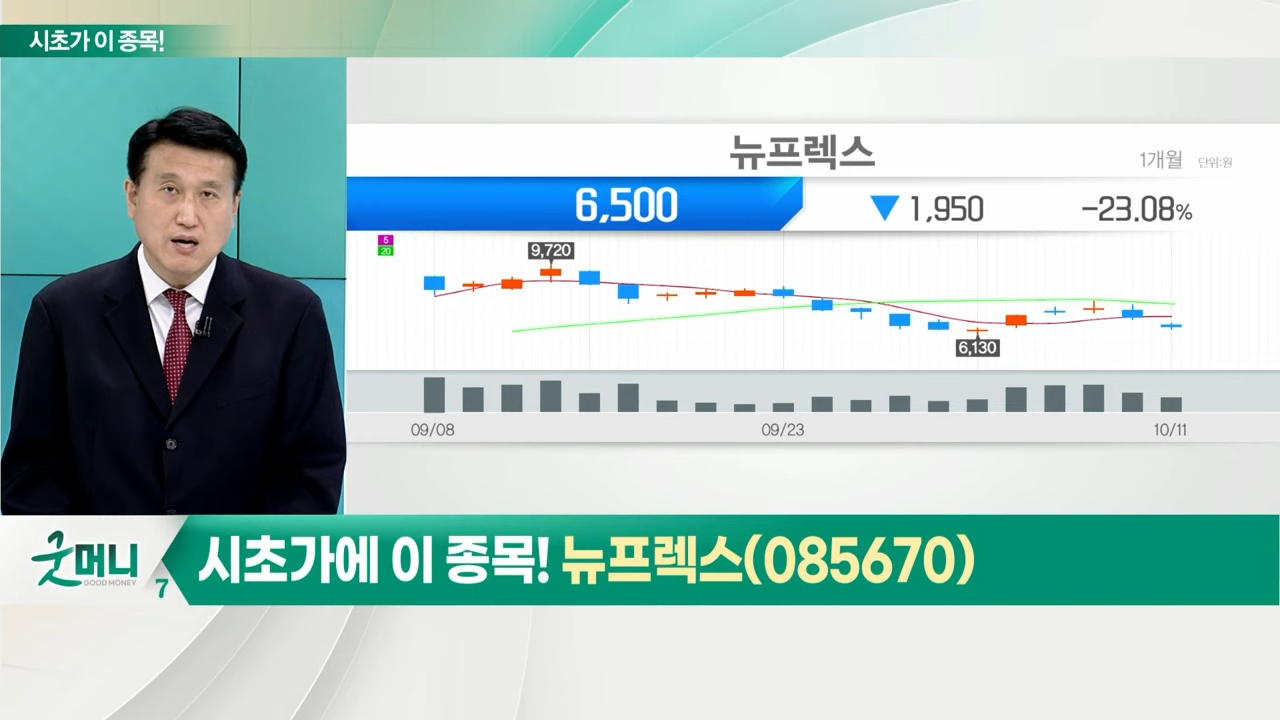 시초가 이 종목!
뉴프렉스
1개월 단위:원
6,500 ▼ 1,950 -23.08%
5
20
9,720
6,130
09/08 09/23 10/11
굿머니
GOOD MONEY
7
시초가에 이 종목! 뉴프렉스(085670)